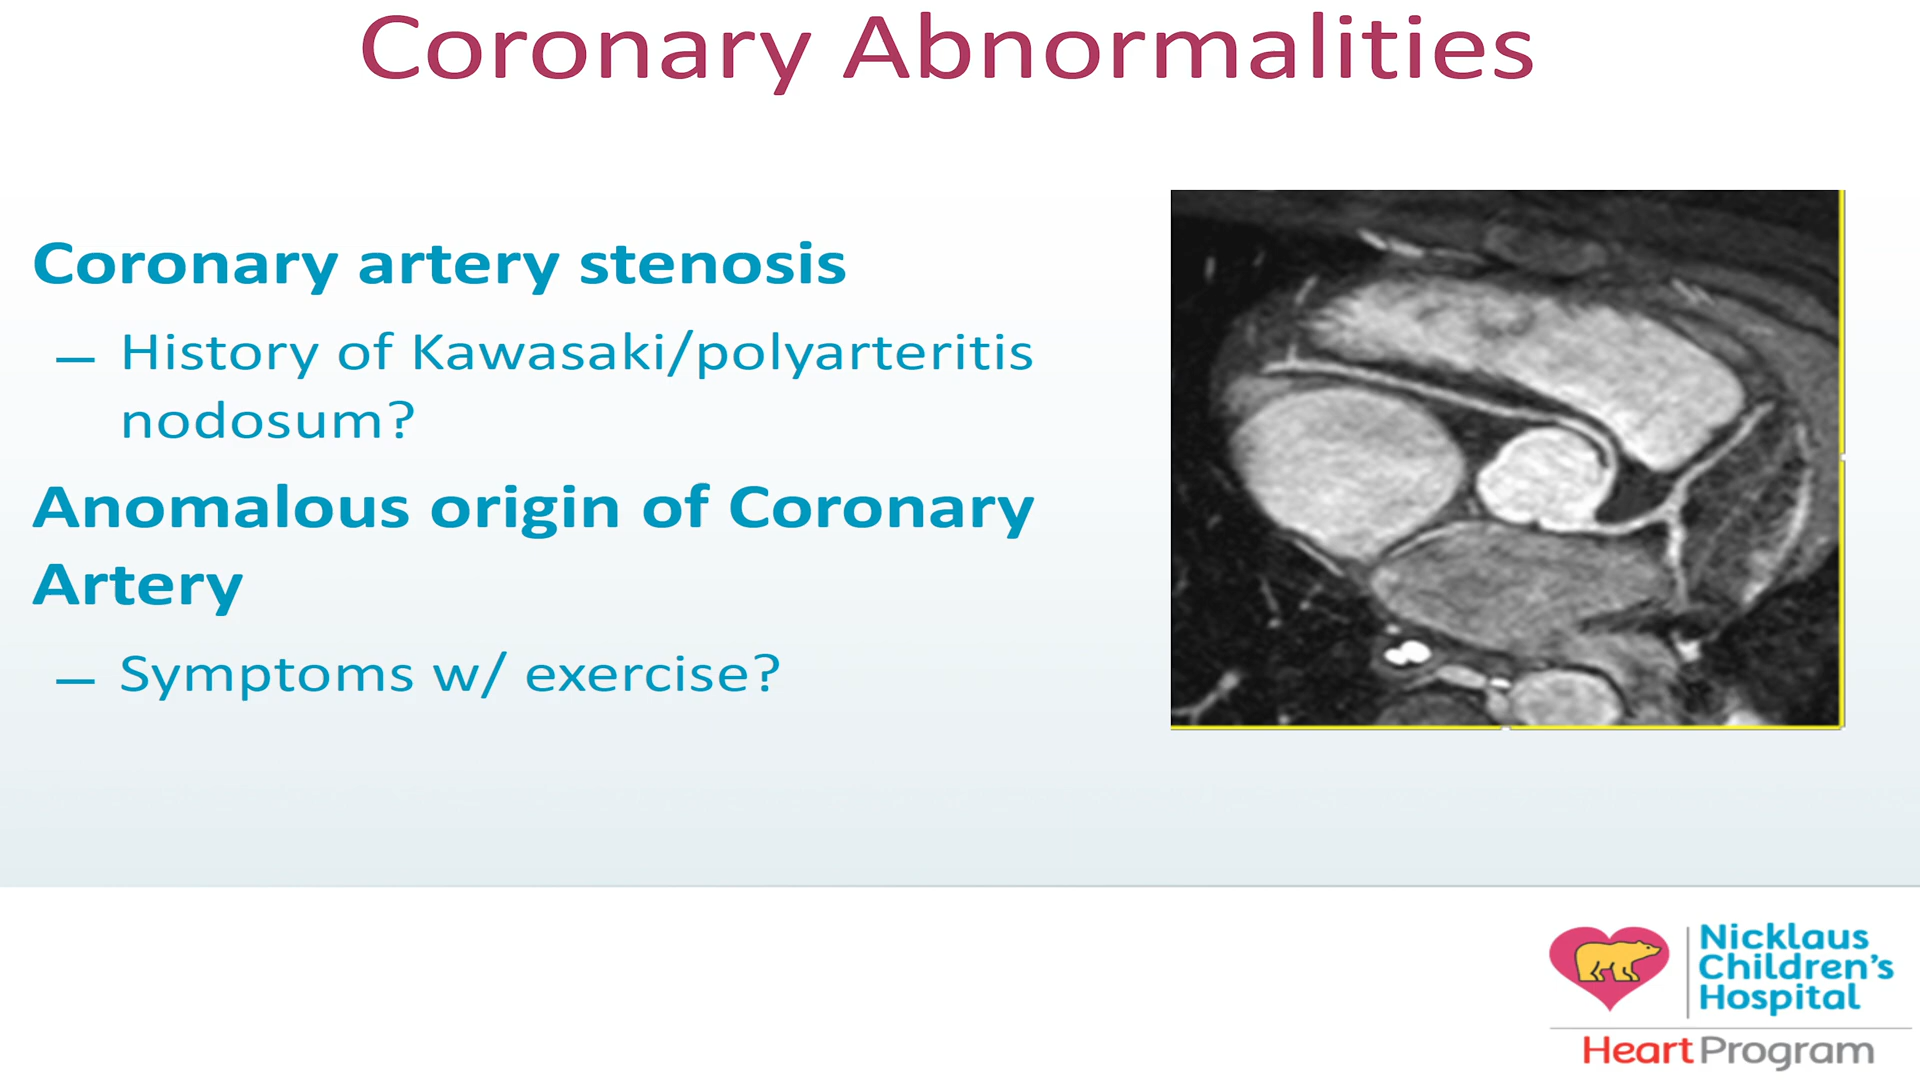 Coronary Abnormalities
Coronary artery stenosis
– History of Kawasaki/polyarteritis
nodosum?
Anomalous origin of Coronary
Artery
– Symptoms w/ exercise?
Nicklaus
Children's
Hospital
Heart Program